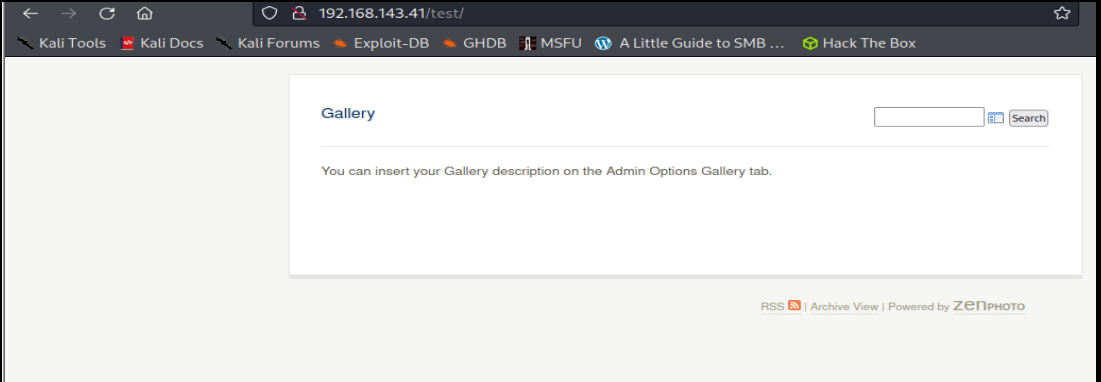 192.168.143.41/test/
Kali Tools Kali Docs Kali Forums Exploit-DB GHDB MSFU A Little Guide to SMB ... Hack The Box
Gallery Search
You can insert your Gallery description on the Admin Options Gallery tab.
RSS | Archive View | Powered by zenPHOTO